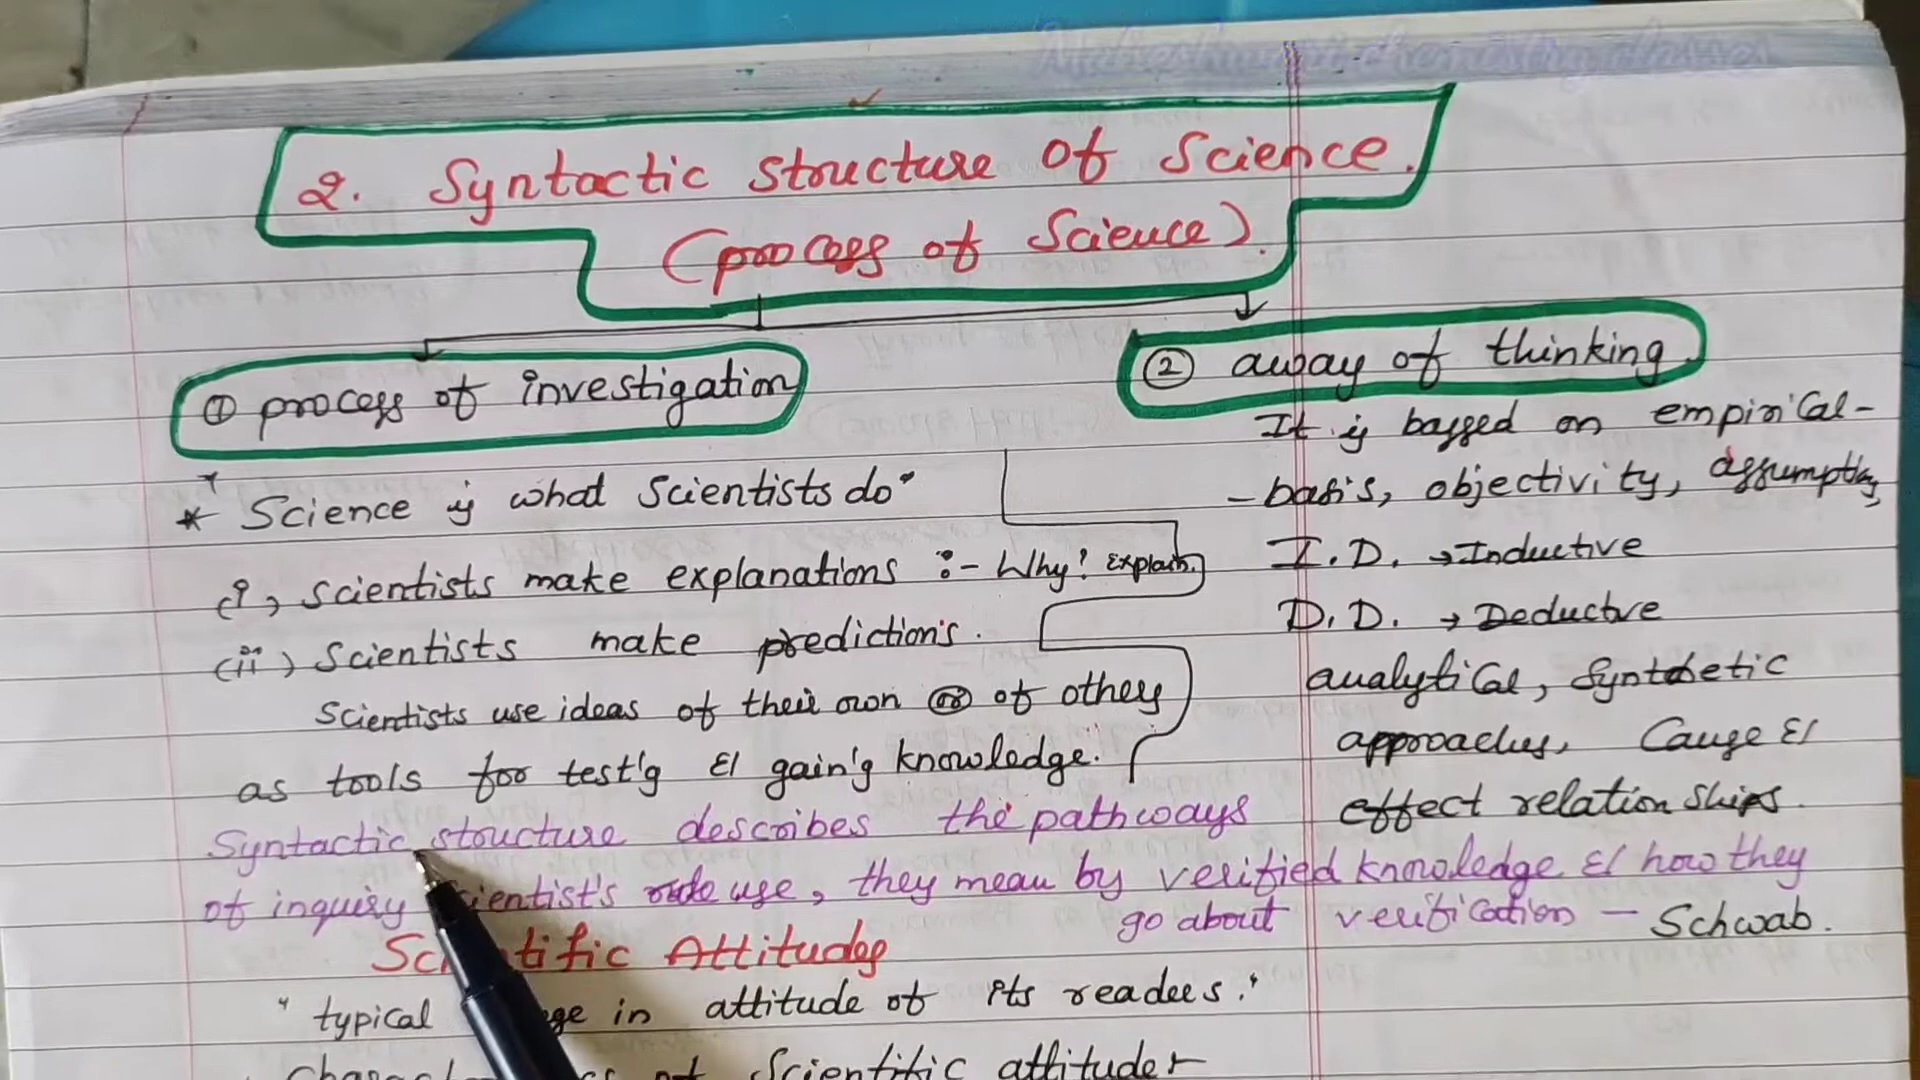 2. Syntactic structure of Science.
(process of Science).
① process of investigation
* Science is what scientists do"
(i) scientists make explanations :- Why? Explain.
(ii) Scientists make predictions.
Scientists use ideas of their own or of others
as tools for test'g & gain'g knowledge.
② away of thinking
It is bassed on empirical-
-basis, objectivity, assumption
I.D. → Inductive
D.D. → Deductve
analytical, Syntdetic
approaches, Cause &
effect relationships.
Syntactic structure describes the pathways
of inquiry scientist's use, they mean by verified knowledge & how they
go about verification - Schwab.
Attitudes
"typical in attitude of its readers."
of Scientific attitude:-